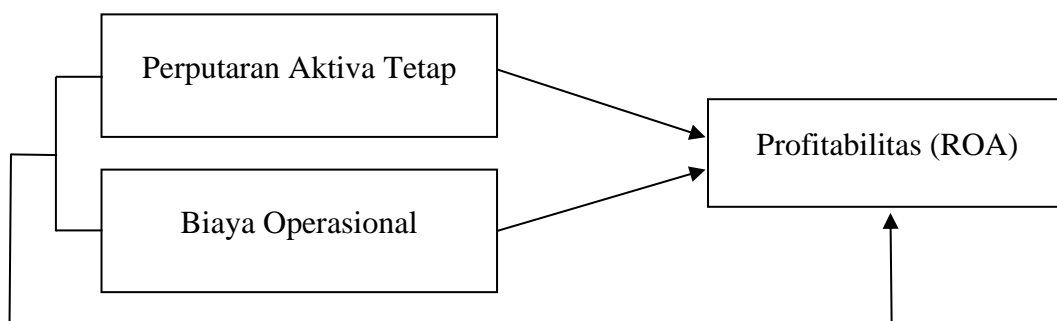 Perputaran Aktiva Tetap
Profitabilitas (ROA)
Biaya Operasional